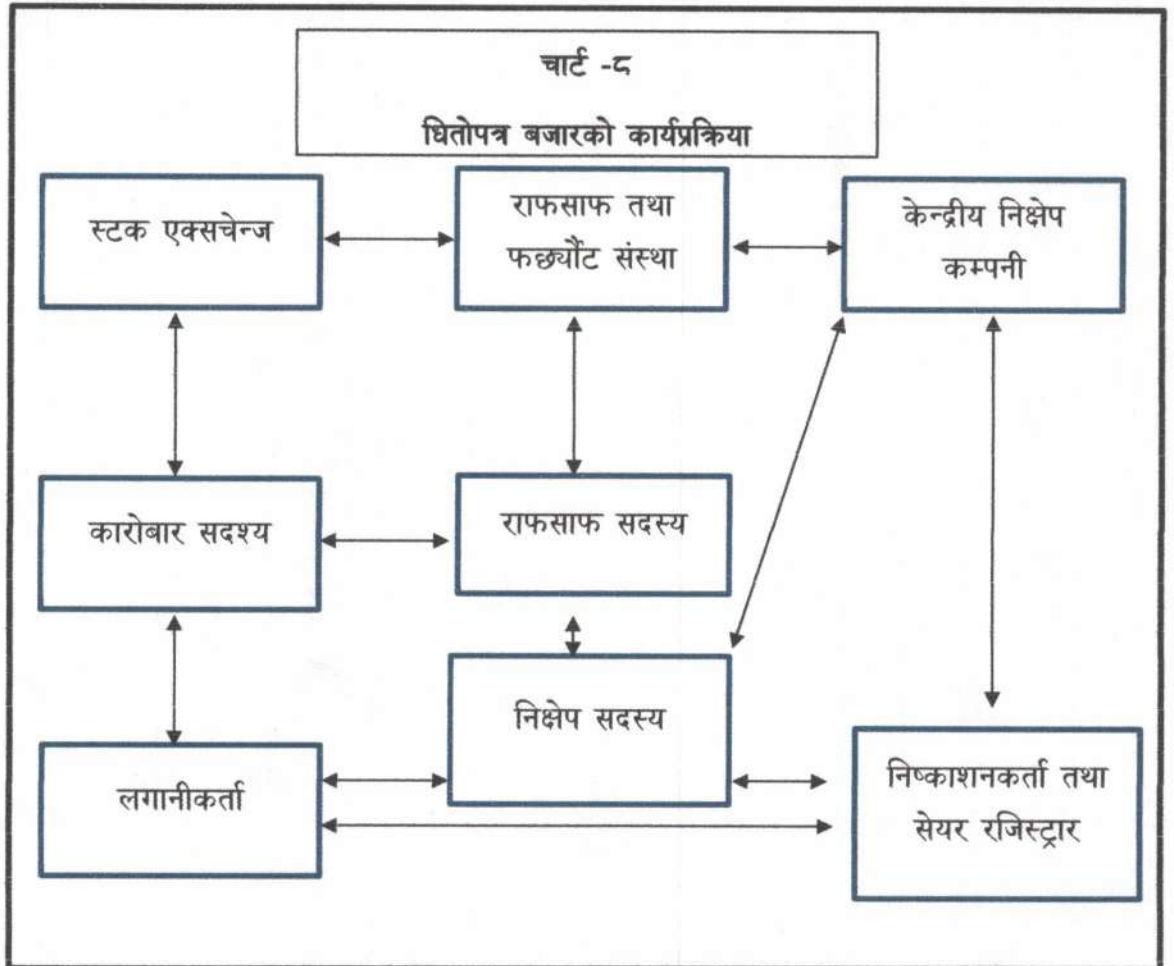 चार्ट -८
धितोपत्र बजारको कार्यप्रक्रिया
स्टक एक्सचेन्ज
राफसाफ तथा
फर्छ्यौट संस्था
केन्द्रीय निक्षेप
कम्पनी
कारोबार सदश्य
राफसाफ सदस्य
निक्षेप सदस्य
लगानीकर्ता
निष्काशनकर्ता तथा
सेयर रजिस्ट्रार